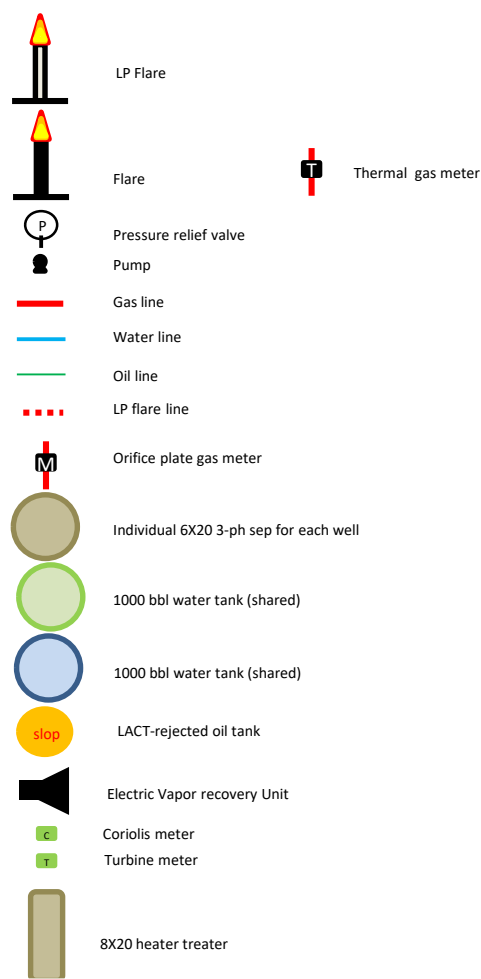 LP Flare
Flare
T
Thermal gas meter
P
Pressure relief valve
Pump
Gas line
Water line
Oil line
LP flare line
M
Orifice plate gas meter
Individual 6X20 3-ph sep for each well
1000 bbl water tank (shared)
1000 bbl water tank (shared)
slop
LACT-rejected oil tank
Electric Vapor recovery Unit
C
Coriolis meter
T
Turbine meter
8X20 heater treater